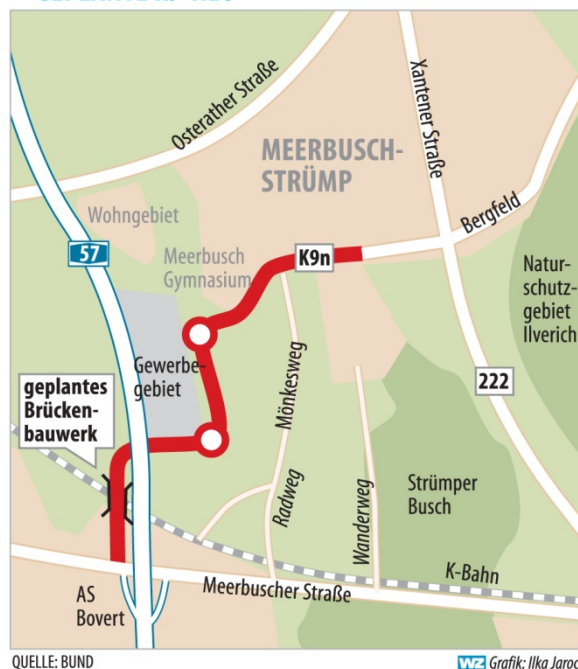 Osterather Straße
Xantener Straße
MEERBUSCH-
STRÜMP
Wohngebiet
57
Meerbusch
Gymnasium
K9n
Bergfeld
Natur-
schutz-
gebiet
Ilverich
Gewerbe-
gebiet
Mönkesweg
222
geplantes
Brücken-
bauwerk
Radweg
Wanderweg
Strümper
Busch
K-Bahn
Meerbuscher Straße
AS
Bovert
QUELLE: BUND
WZ Grafik: Ilka Jaroc